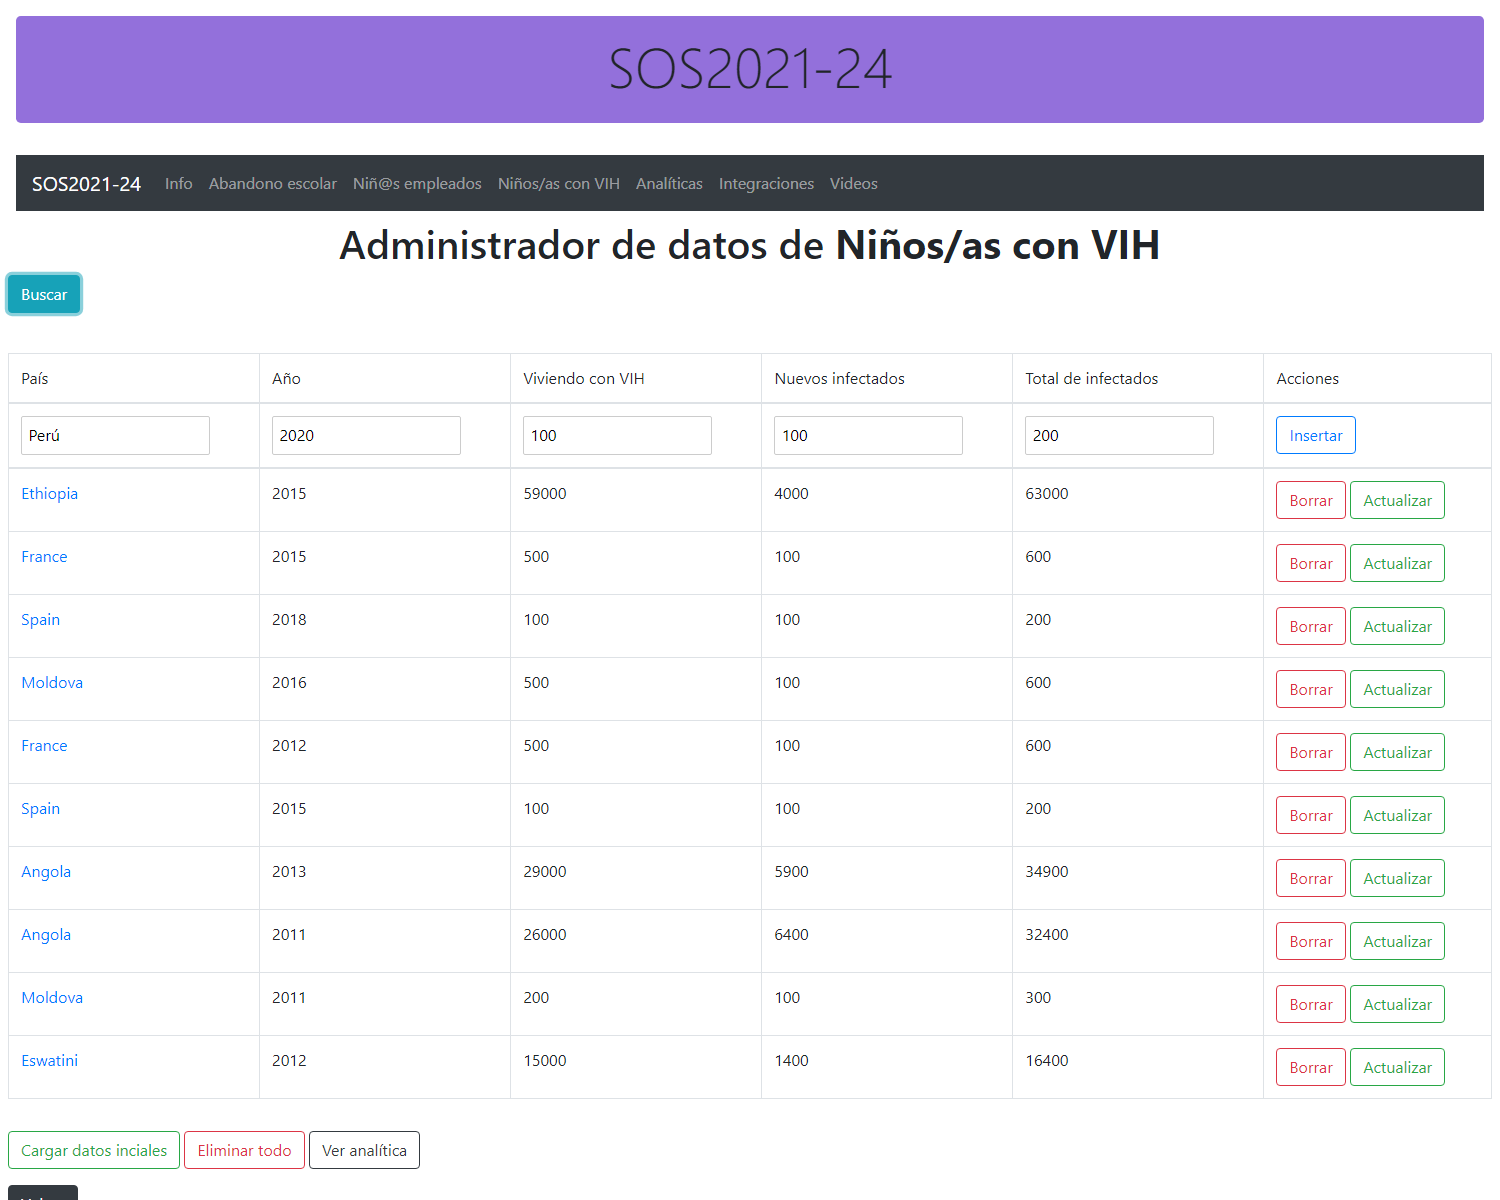 SOS2021-24
SOS2021-24 Info Abandono escolar Niñ@s empleados Niños/as con VIH Analíticas Integraciones Videos
Administrador de datos de Niños/as con VIH
Buscar
País Año Viviendo con VIH Nuevos infectados Total de infectados Acciones
Perú 2020 100 100 200 Insertar
Ethiopia 2015 59000 4000 63000 Borrar Actualizar
France 2015 500 100 600 Borrar Actualizar
Spain 2018 100 100 200 Borrar Actualizar
Moldova 2016 500 100 600 Borrar Actualizar
France 2012 500 100 600 Borrar Actualizar
Spain 2015 100 100 200 Borrar Actualizar
Angola 2013 29000 5900 34900 Borrar Actualizar
Angola 2011 26000 6400 32400 Borrar Actualizar
Moldova 2011 200 100 300 Borrar Actualizar
Eswatini 2012 15000 1400 16400 Borrar Actualizar
Cargar datos inciales Eliminar todo Ver analítica